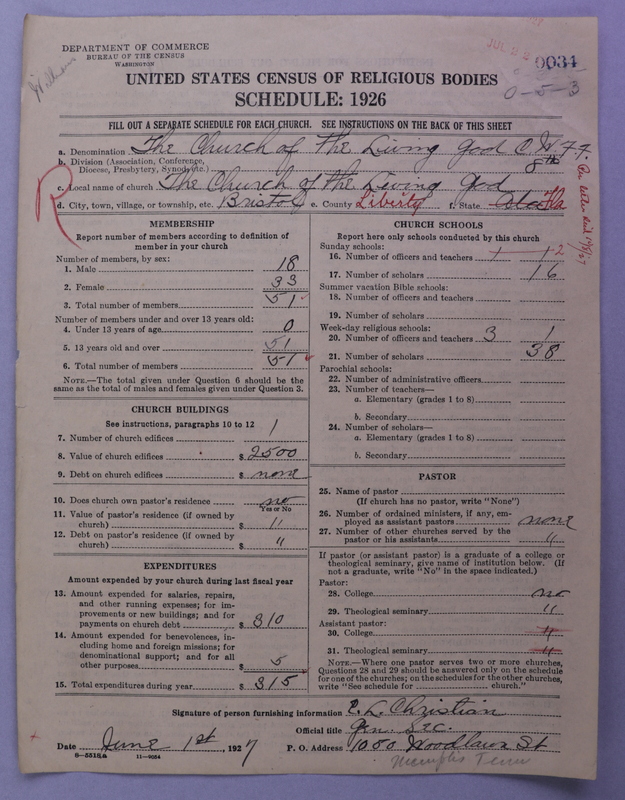 DEPARTMENT OF COMMERCE
BUREAU OF THE CENSUS
WASHINGTON
JUL 22
0034
0-5-3
UNITED STATES CENSUS OF RELIGIOUS BODIES
SCHEDULE: 1926
FILL OUT A SEPARATE SCHEDULE FOR EACH CHURCH. SEE INSTRUCTIONS ON THE BACK OF THIS SHEET
a. Denomination The Church of The Living God C W F F
b. Division (Association, Conference, Diocese, Presbytery, Synod, etc.) 8th
c. Local name of church The Church of The Living God
d. City, town, village, or township, etc. Bristol e. County Liberty f. State Fla
R
MEMBERSHIP
Report number of members according to definition of member in your church
Number of members, by sex:
1. Male 18
2. Female 33
3. Total number of members 51
Number of members under and over 13 years old:
4. Under 13 years of age 0
5. 13 years old and over 51
6. Total number of members 51
NOTE.—The total given under Question 6 should be the same as the total of males and females given under Question 3.
CHURCH BUILDINGS
See instructions, paragraphs 10 to 12
7. Number of church edifices 1
8. Value of church edifices $ 2500
9. Debt on church edifices $ none
10. Does church own pastor's residence no
Yes or No
11. Value of pastor's residence (if owned by church) $ "
12. Debt on pastor's residence (if owned by church) $ "
EXPENDITURES
Amount expended by your church during last fiscal year
13. Amount expended for salaries, repairs, and other running expenses; for improvements or new buildings; and for payments on church debt $ 310
14. Amount expended for benevolences, including home and foreign missions; for denominational support; and for all other purposes $ 5
15. Total expenditures during year $ 315
CHURCH SCHOOLS
Report here only schools conducted by this church
Sunday schools:
16. Number of officers and teachers 1 1 2
17. Number of scholars 16
Summer vacation Bible schools:
18. Number of officers and teachers
19. Number of scholars
Week-day religious schools:
20. Number of officers and teachers 3 1
21. Number of scholars 38
Parochial schools:
22. Number of administrative officers
23. Number of teachers—
a. Elementary (grades 1 to 8)
b. Secondary
24. Number of scholars—
a. Elementary (grades 1 to 8)
b. Secondary
PASTOR
25. Name of pastor
(If church has no pastor, write "None")
26. Number of ordained ministers, if any, employed as assistant pastors none
27. Number of other churches served by the pastor or his assistants "
If pastor (or assistant pastor) is a graduate of a college or theological seminary, give name of institution below. (If not a graduate, write "No" in the space indicated.)
Pastor:
28. College no
29. Theological seminary "
Assistant pastor:
30. College "
31. Theological seminary "
NOTE.—Where one pastor serves two or more churches, Questions 28 and 29 should be answered only on the schedule for one of the churches; on the schedules for the other churches, write "See schedule for church."
Signature of person furnishing information E. L. Christian
Official title Gen. Sec.
Date June 1st, 1927 P. O. Address 1050 Woodlawn St
Memphis Tenn
8-5518a 11-9054